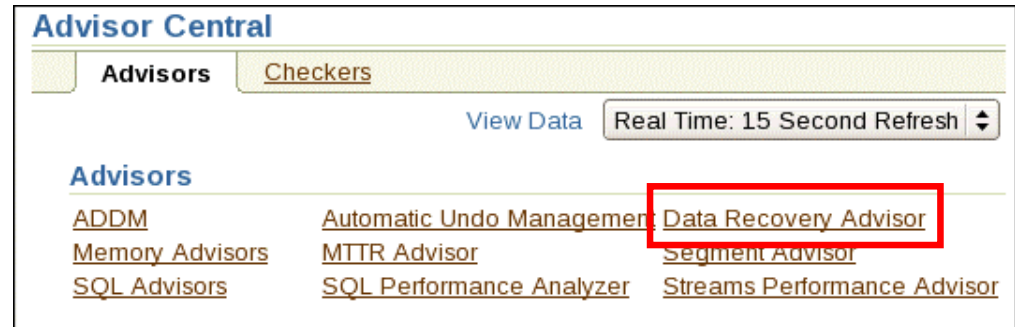 Advisor Central
Advisors Checkers
View Data Real Time: 15 Second Refresh
Advisors
ADDM Automatic Undo Management Data Recovery Advisor
Memory Advisors MTTR Advisor Segment Advisor
SQL Advisors SQL Performance Analyzer Streams Performance Advisor